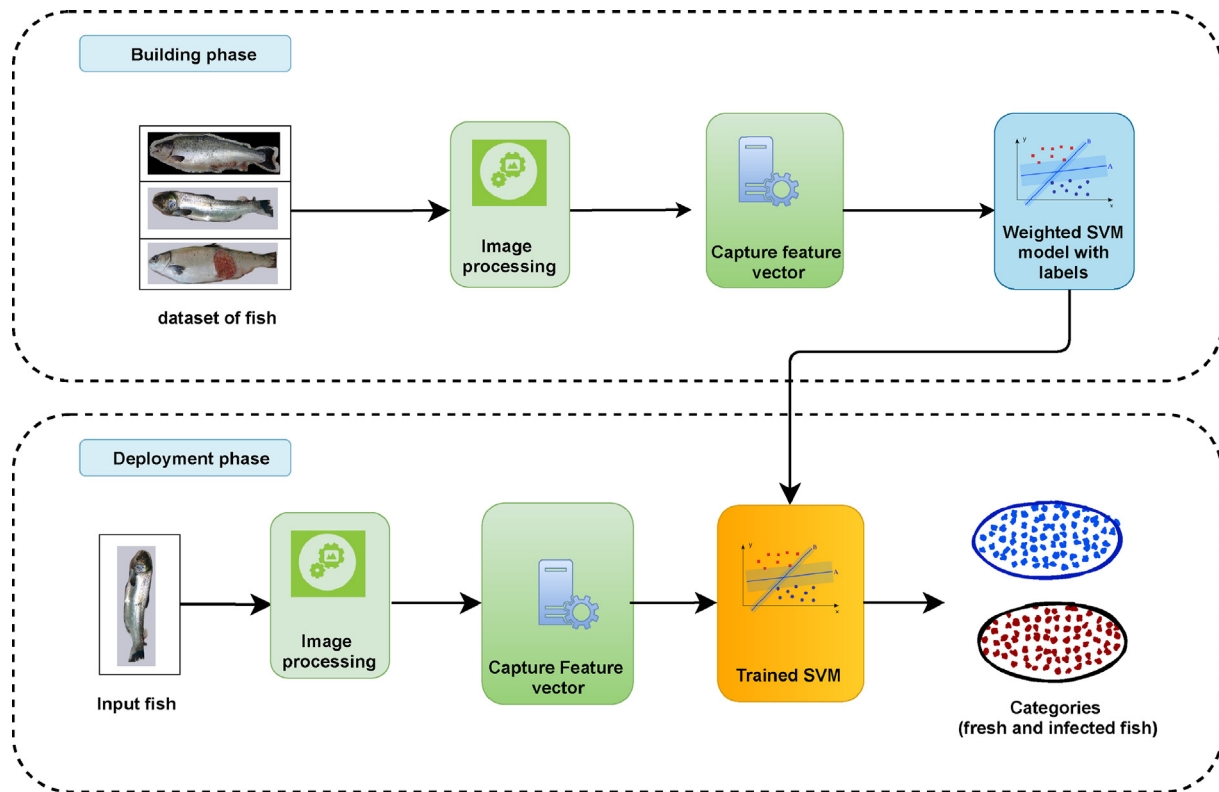 Building phase
dataset of fish
Image
processing
Capture feature
vector
y
B
A
x
Weighted SVM
model with
labels
Deployment phase
Input fish
Image
processing
Capture Feature
vector
y
B
A
x
Trained SVM
Categories
(fresh and infected fish)